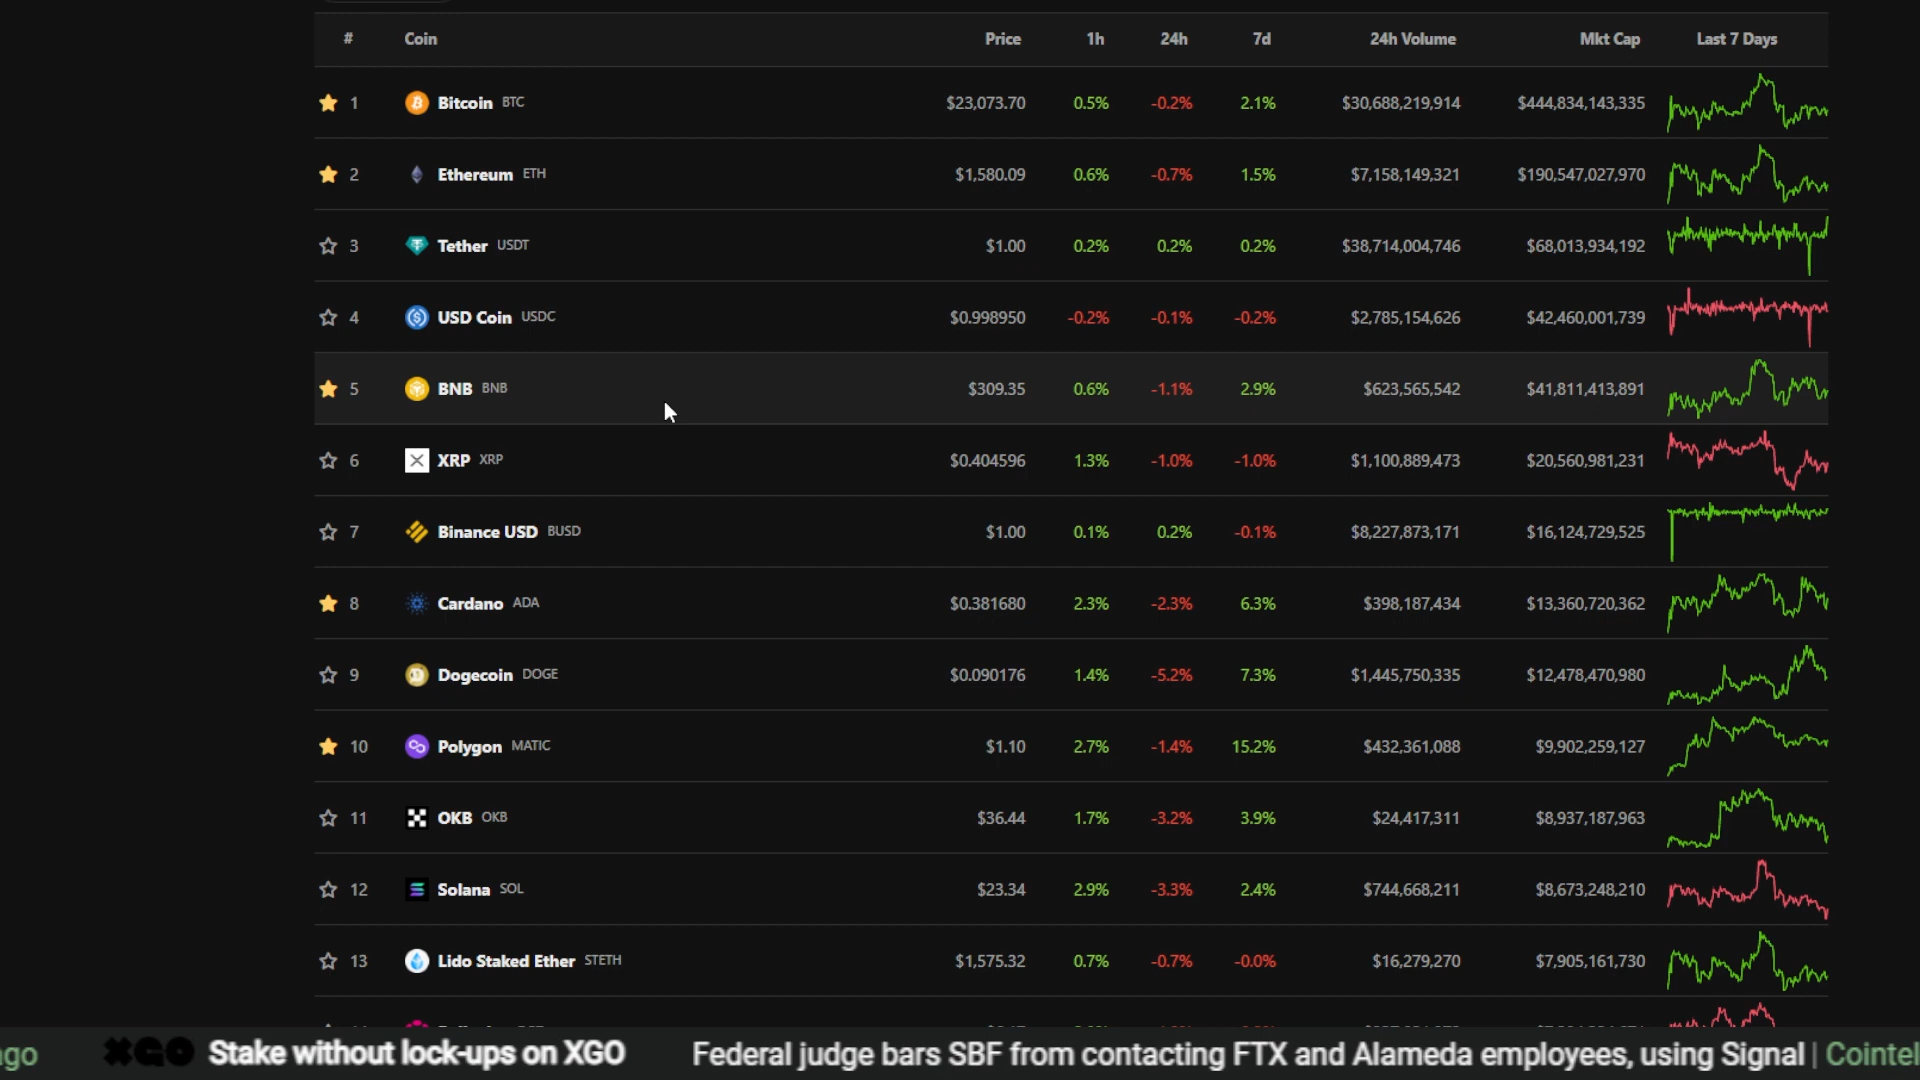 # Coin Price 1h 24h 7d 24h Volume Mkt Cap Last 7 Days
1 Bitcoin BTC $23,073.70 0.5% -0.2% 2.1% $30,688,219,914 $444,834,143,335
2 Ethereum ETH $1,580.09 0.6% -0.7% 1.5% $7,158,149,321 $190,547,027,970
3 Tether USDT $1.00 0.2% 0.2% 0.2% $38,714,004,746 $68,013,934,192
4 USD Coin USDC $0.998950 -0.2% -0.1% -0.2% $2,785,154,626 $42,460,001,739
5 BNB BNB $309.35 0.6% -1.1% 2.9% $623,565,542 $41,811,413,891
6 XRP XRP $0.404596 1.3% -1.0% -1.0% $1,100,889,473 $20,560,981,231
7 Binance USD BUSD $1.00 0.1% 0.2% -0.1% $8,227,873,171 $16,124,729,525
8 Cardano ADA $0.381680 2.3% -2.3% 6.3% $398,187,434 $13,360,720,362
9 Dogecoin DOGE $0.090176 1.4% -5.2% 7.3% $1,445,750,335 $12,478,470,980
10 Polygon MATIC $1.10 2.7% -1.4% 15.2% $432,361,088 $9,902,259,127
11 OKB OKB $36.44 1.7% -3.2% 3.9% $24,417,311 $8,937,187,963
12 Solana SOL $23.34 2.9% -3.3% 2.4% $744,668,211 $8,673,248,210
13 Lido Staked Ether STETH $1,575.32 0.7% -0.7% -0.0% $16,279,270 $7,905,161,730
go XGO Stake without lock-ups on XGO Federal judge bars SBF from contacting FTX and Alameda employees, using Signal | Cointel